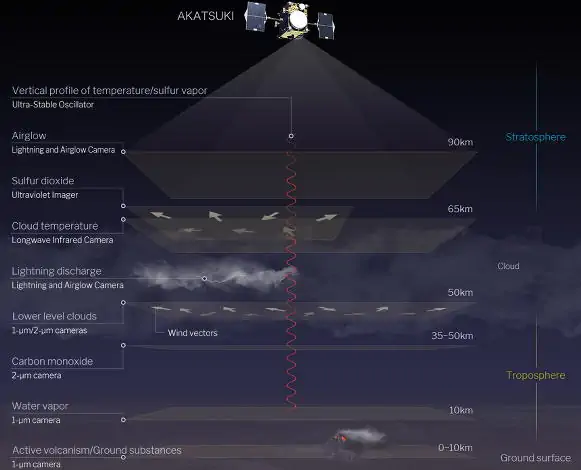 AKATSUKI
Vertical profile of temperature/sulfur vapor
Ultra-Stable Oscillator
Airglow
Lightning and Airglow Camera
90km
Stratosphere
Sulfur dioxide
Ultraviolet Imager
65km
Cloud temperature
Longwave Infrared Camera
Cloud
Lightning discharge
Lightning and Airglow Camera
50km
Lower level clouds
1-μm/2-μm cameras
Wind vectors
35-50km
Carbon monoxide
2-μm camera
Troposphere
Water vapor
1-μm camera
10km
Active volcanism/Ground substances
1-μm camera
0-10km
Ground surface